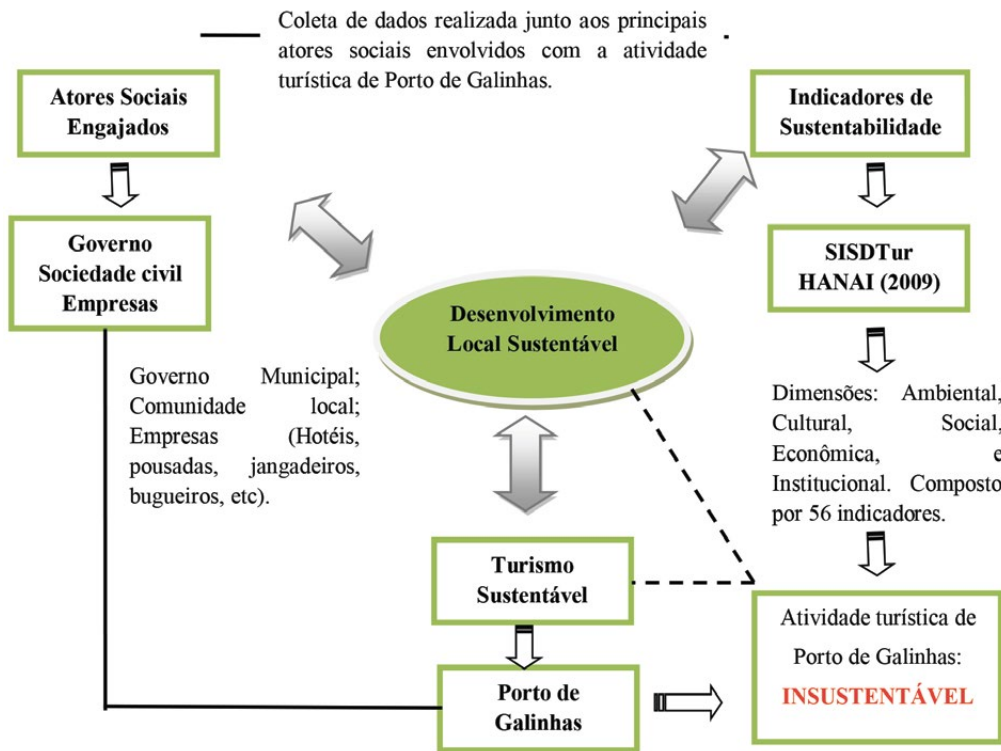 Coleta de dados realizada junto aos principais
atores sociais envolvidos com a atividade
turística de Porto de Galinhas.
Atores Sociais
Engajados
Indicadores de
Sustentabilidade
Governo
Sociedade civil
Empresas
SISDTur
HANAI (2009)
Desenvolvimento
Local Sustentável
Governo Municipal;
Comunidade local;
Empresas (Hotéis,
pousadas, jangadeiros,
bugueiros, etc).
Dimensões: Ambiental,
Cultural, Social,
Econômica, e
Institucional. Composto
por 56 indicadores.
Turismo
Sustentável
Porto de
Galinhas
Atividade turística de
Porto de Galinhas:
INSUSTENTÁVEL